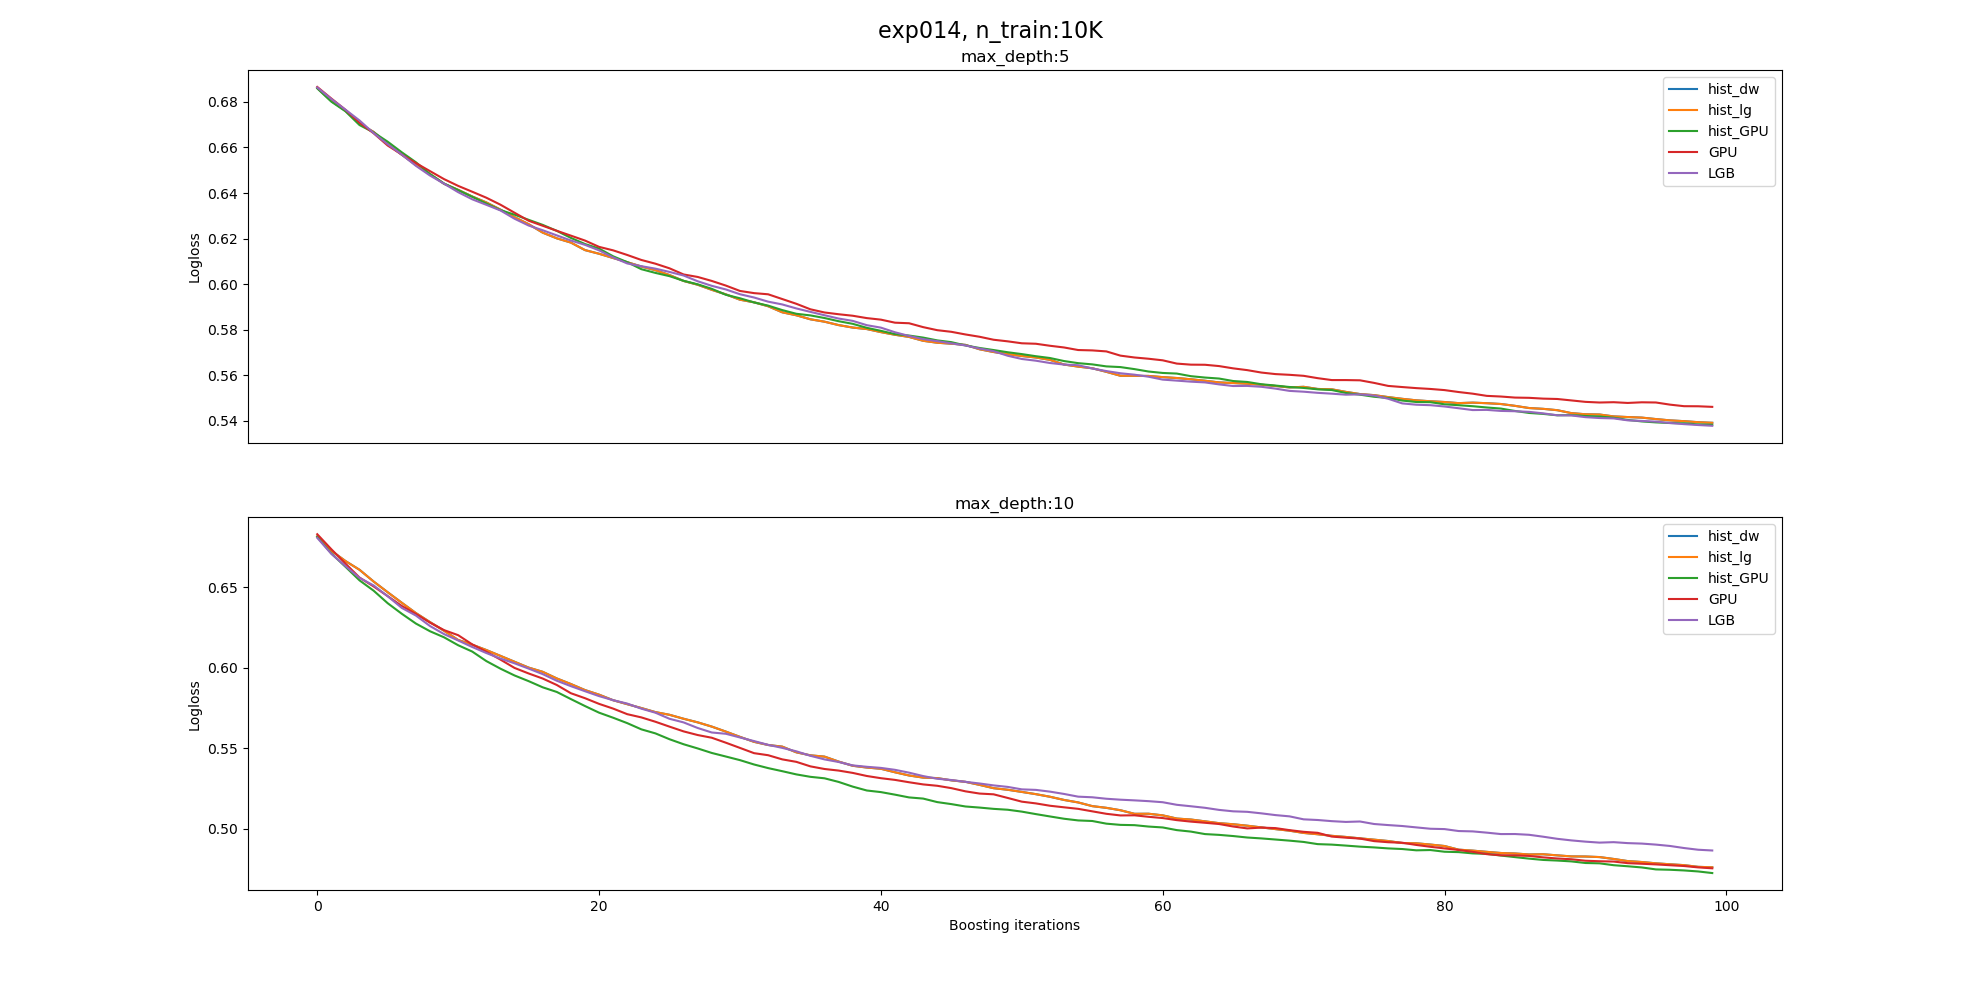 exp014, n_train:10K
max_depth:5
0.68
0.66
0.64
0.62
0.60
0.58
0.56
0.54
Logloss
hist_dw
hist_lg
hist_GPU
GPU
LGB
max_depth:10
0.65
0.60
0.55
0.50
Logloss
hist_dw
hist_lg
hist_GPU
GPU
LGB
0 20 40 60 80 100
Boosting iterations